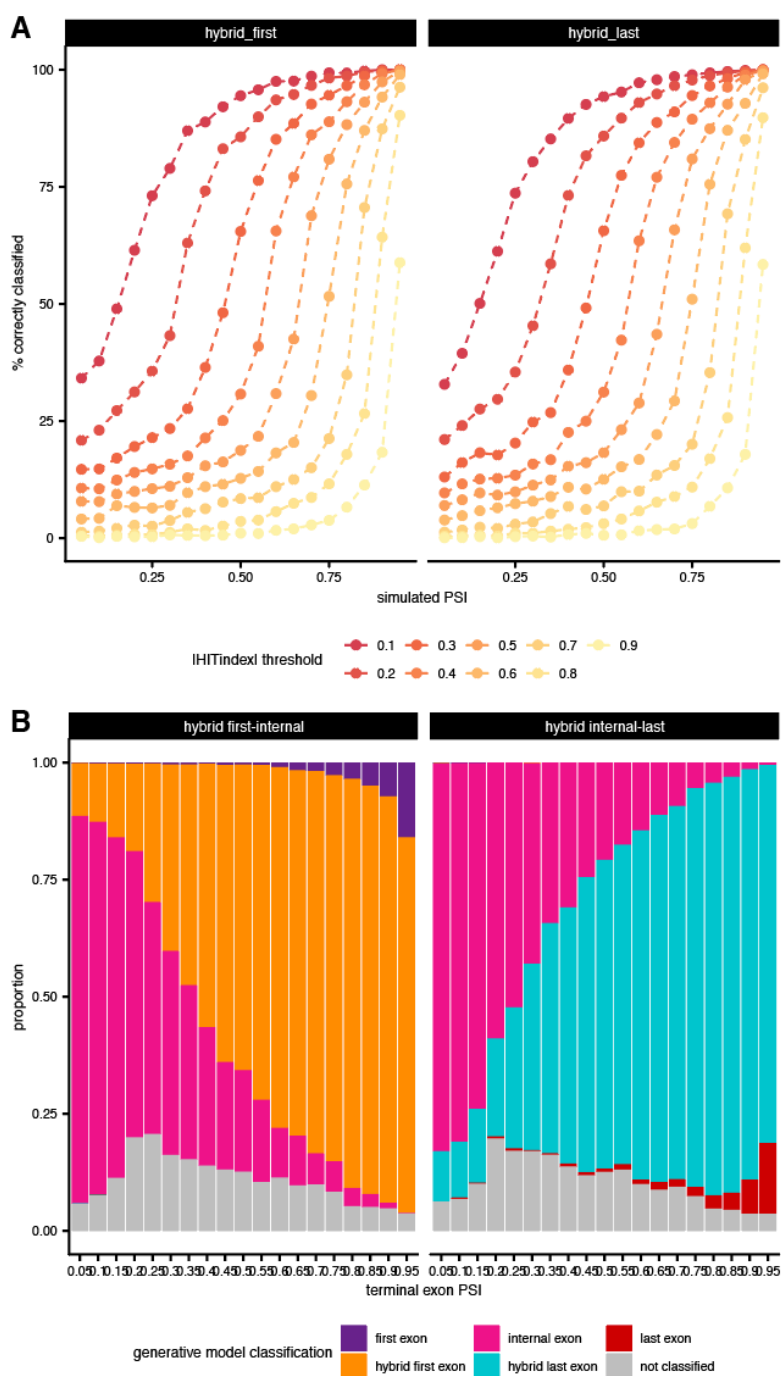 A
hybrid_first hybrid_last
100
75
50
25
0
% correctly classified
0.25 0.50 0.75 0.25 0.50 0.75
simulated PSI
|HITindex| threshold
0.1 0.3 0.5 0.7 0.9
0.2 0.4 0.6 0.8
B
hybrid first-internal hybrid internal-last
1.00
0.75
0.50
0.25
0.00
proportion
0.05 0.1 0.15 0.2 0.25 0.3 0.35 0.4 0.45 0.5 0.55 0.6 0.65 0.7 0.75 0.8 0.85 0.9 0.95 0.05 0.1 0.15 0.2 0.25 0.3 0.35 0.4 0.45 0.5 0.55 0.6 0.65 0.7 0.75 0.8 0.85 0.9 0.95
terminal exon PSI
generative model classification
first exon internal exon last exon
hybrid first exon hybrid last exon not classified